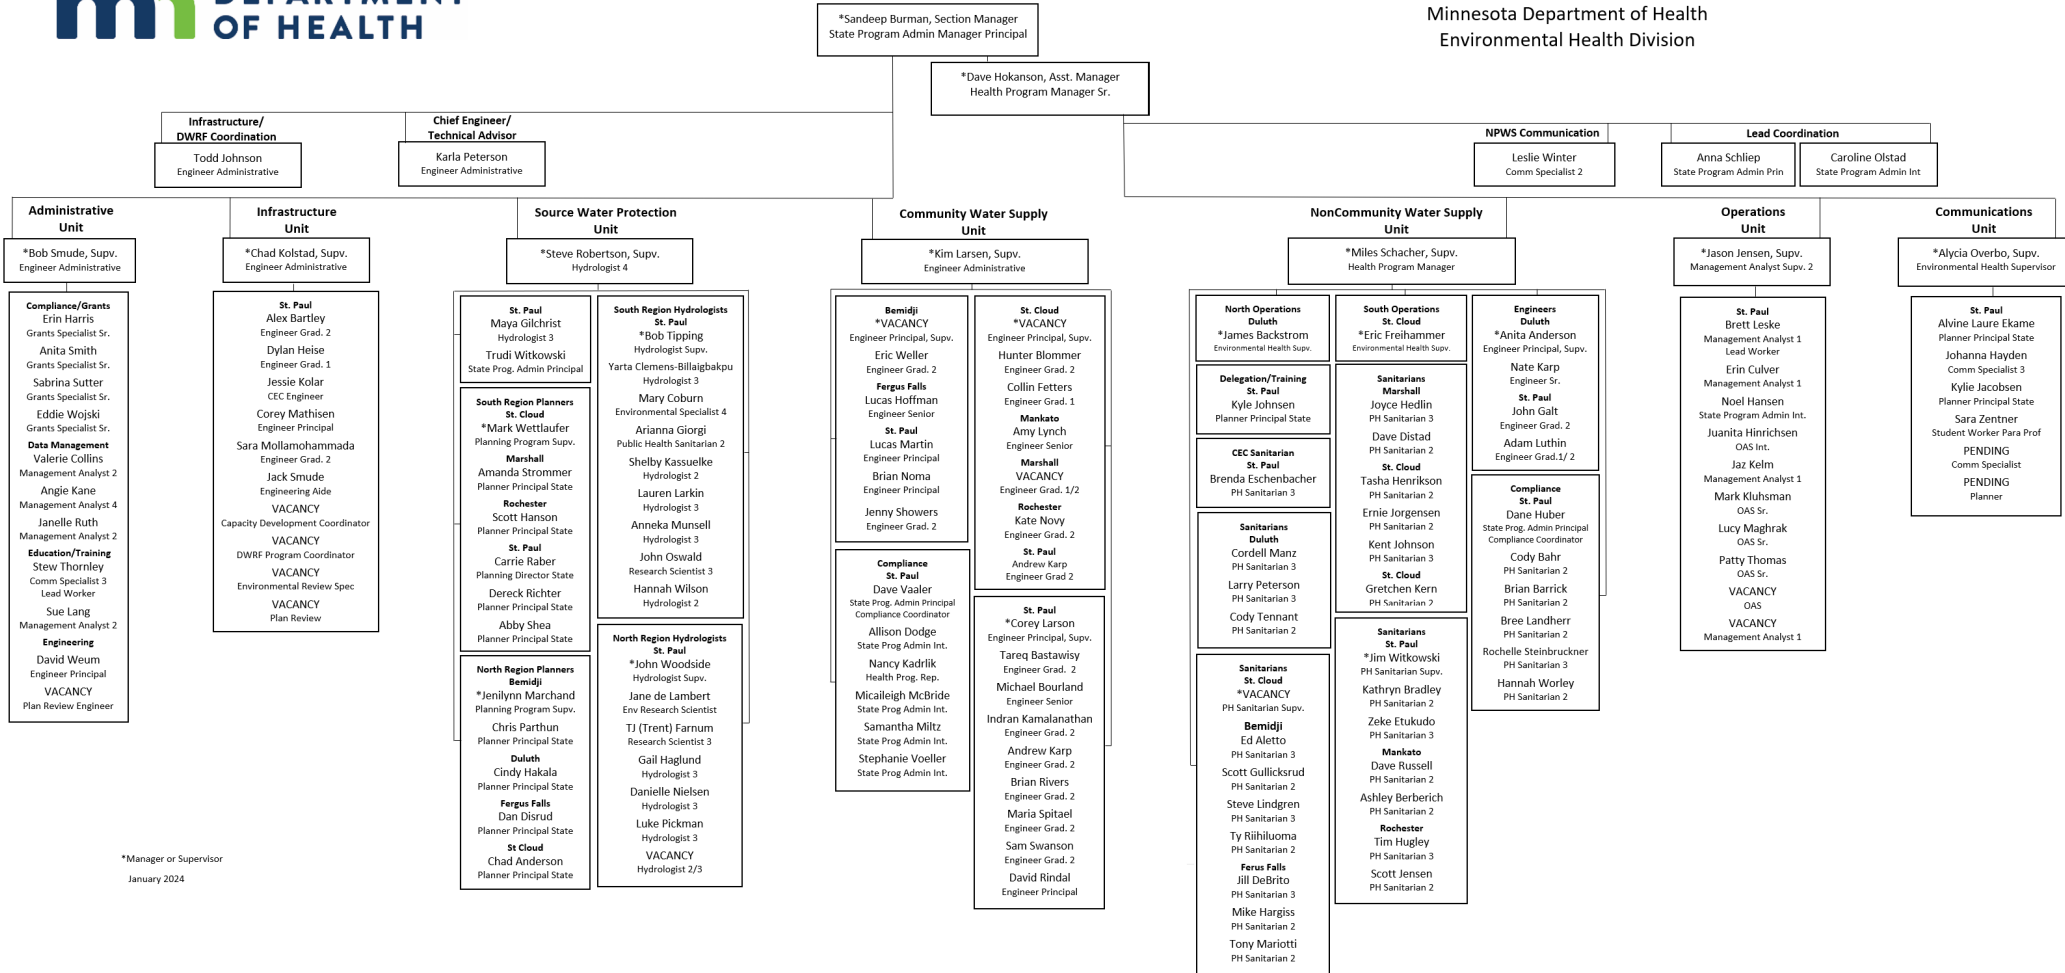 DEPARTMENT
OF HEALTH
*Sandeep Burman, Section Manager
State Program Admin Manager Principal
Minnesota Department of Health
Environmental Health Division
*Dave Hokanson, Asst. Manager
Health Program Manager Sr.
Infrastructure/
DWRF Coordination
Todd Johnson
Engineer Administrative
Chief Engineer/
Technical Advisor
Karla Peterson
Engineer Administrative
NPWS Communication
Leslie Winter
Comm Specialist 2
Lead Coordination
Anna Schliep
State Program Admin Prin
Caroline Olstad
State Program Admin Int
Administrative
Unit
*Bob Smude, Supv.
Engineer Administrative
Compliance/Grants
Erin Harris
Grants Specialist Sr.
Anita Smith
Grants Specialist Sr.
Sabrina Sutter
Grants Specialist Sr.
Eddie Wojski
Grants Specialist Sr.
Data Management
Valerie Collins
Management Analyst 2
Angie Kane
Management Analyst 4
Janelle Ruth
Management Analyst 2
Education/Training
Stew Thornley
Comm Specialist 3
Lead Worker
Sue Lang
Management Analyst 2
Engineering
David Weum
Engineer Principal
VACANCY
Plan Review Engineer
Infrastructure
Unit
*Chad Kolstad, Supv.
Engineer Administrative
St. Paul
Alex Bartley
Engineer Grad. 2
Dylan Heise
Engineer Grad. 1
Jessie Kolar
CEC Engineer
Corey Mathisen
Engineer Principal
Sara Mollamohammada
Engineer Grad. 2
Jack Smude
Engineering Aide
VACANCY
Capacity Development Coordinator
VACANCY
DWRF Program Coordinator
VACANCY
Environmental Review Spec
VACANCY
Plan Review
Source Water Protection
Unit
*Steve Robertson, Supv.
Hydrologist 4
St. Paul
Maya Gilchrist
Hydrologist 3
Trudi Witkowski
State Prog. Admin Principal
South Region Planners
St. Cloud
*Mark Wettlaufer
Planning Program Supv.
Marshall
Amanda Strommer
Planner Principal State
Rochester
Scott Hanson
Planner Principal State
St. Paul
Carrie Raber
Planning Director State
Dereck Richter
Planner Principal State
Abby Shea
Planner Principal State
North Region Planners
Bemidji
*Jenilynn Marchand
Planning Program Supv.
Chris Parthun
Planner Principal State
Duluth
Cindy Hakala
Planner Principal State
Fergus Falls
Dan Disrud
Planner Principal State
St Cloud
Chad Anderson
Planner Principal State
South Region Hydrologists
St. Paul
*Bob Tipping
Hydrologist Supv.
Yarta Clemens-Billaigbakpu
Hydrologist 3
Mary Coburn
Environmental Specialist 4
Arianna Giorgi
Public Health Sanitarian 2
Shelby Kassuelke
Hydrologist 2
Lauren Larkin
Hydrologist 3
Anneka Munsell
Hydrologist 3
John Oswald
Research Scientist 3
Hannah Wilson
Hydrologist 2
North Region Hydrologists
St. Paul
*John Woodside
Hydrologist Supv.
Jane de Lambert
Env Research Scientist
TJ (Trent) Farnum
Research Scientist 3
Gail Haglund
Hydrologist 3
Danielle Nielsen
Hydrologist 3
Luke Pickman
Hydrologist 3
VACANCY
Hydrologist 2/3
Community Water Supply
Unit
*Kim Larsen, Supv.
Engineer Administrative
Bemidji
*VACANCY
Engineer Principal, Supv.
Eric Weller
Engineer Grad. 2
Fergus Falls
Lucas Hoffman
Engineer Senior
St. Paul
Lucas Martin
Engineer Principal
Brian Noma
Engineer Principal
Jenny Showers
Engineer Grad. 2
Compliance
St. Paul
Dave Vaaler
State Prog. Admin Principal
Compliance Coordinator
Allison Dodge
State Prog Admin Int.
Nancy Kadrlik
Health Prog. Rep.
Micaileigh McBride
State Prog Admin Int.
Samantha Miltz
State Prog Admin Int.
Stephanie Voeller
State Prog Admin Int.
St. Cloud
*VACANCY
Engineer Principal, Supv.
Hunter Blommer
Engineer Grad. 2
Collin Fetters
Engineer Grad. 1
Mankato
Amy Lynch
Engineer Senior
Marshall
VACANCY
Engineer Grad. 1/2
Rochester
Kate Novy
Engineer Grad. 2
St. Paul
Andrew Karp
Engineer Grad 2
St. Paul
*Corey Larson
Engineer Principal, Supv.
Tareq Bastawisy
Engineer Grad. 2
Michael Bourland
Engineer Senior
Indran Kamalanathan
Engineer Grad. 2
Andrew Karp
Engineer Grad. 2
Brian Rivers
Engineer Grad. 2
Maria Spitael
Engineer Grad. 2
Sam Swanson
Engineer Grad. 2
David Rindal
Engineer Principal
NonCommunity Water Supply
Unit
*Miles Schacher, Supv.
Health Program Manager
North Operations
Duluth
*James Backstrom
Environmental Health Supv.
Delegation/Training
St. Paul
Kyle Johnsen
Planner Principal State
CEC Sanitarian
St. Paul
Brenda Eschenbacher
PH Sanitarian 3
Sanitarians
Duluth
Cordell Manz
PH Sanitarian 3
Larry Peterson
PH Sanitarian 3
Cody Tennant
PH Sanitarian 2
Sanitarians
St. Cloud
*VACANCY
PH Sanitarian Supv.
Bemidji
Ed Aletto
PH Sanitarian 3
Scott Gullicksrud
PH Sanitarian 2
Steve Lindgren
PH Sanitarian 3
Ty Riihiluoma
PH Sanitarian 2
Ferus Falls
Jill DeBrito
PH Sanitarian 3
Mike Hargiss
PH Sanitarian 2
Tony Mariotti
PH Sanitarian 2
South Operations
St. Cloud
*Eric Freihammer
Environmental Health Supv.
Sanitarians
Marshall
Joyce Hedlin
PH Sanitarian 3
Dave Distad
PH Sanitarian 2
St. Cloud
Tasha Henrikson
PH Sanitarian 2
Ernie Jorgensen
PH Sanitarian 2
Kent Johnson
PH Sanitarian 3
St. Cloud
Gretchen Kern
PH Sanitarian 2
Sanitarians
St. Paul
*Jim Witkowski
PH Sanitarian Supv.
Kathryn Bradley
PH Sanitarian 2
Zeke Etukudo
PH Sanitarian 3
Mankato
Dave Russell
PH Sanitarian 2
Ashley Berberich
PH Sanitarian 2
Rochester
Tim Hugley
PH Sanitarian 3
Scott Jensen
PH Sanitarian 2
Engineers
Duluth
*Anita Anderson
Engineer Principal, Supv.
Nate Karp
Engineer Sr.
St. Paul
John Galt
Engineer Grad. 2
Adam Luthin
Engineer Grad.1/ 2
Compliance
St. Paul
Dane Huber
State Prog. Admin Principal
Compliance Coordinator
Cody Bahr
PH Sanitarian 2
Brian Barrick
PH Sanitarian 2
Bree Landherr
PH Sanitarian 2
Rochelle Steinbruckner
PH Sanitarian 3
Hannah Worley
PH Sanitarian 2
Operations
Unit
*Jason Jensen, Supv.
Management Analyst Supv. 2
St. Paul
Brett Leske
Management Analyst 1
Lead Worker
Erin Culver
Management Analyst 1
Noel Hansen
State Program Admin Int.
Juanita Hinrichsen
OAS Int.
Jaz Kelm
Management Analyst 1
Mark Kluhsman
OAS Sr.
Lucy Maghrak
OAS Sr.
Patty Thomas
OAS Sr.
VACANCY
OAS
VACANCY
Management Analyst 1
Communications
Unit
*Alycia Overbo, Supv.
Environmental Health Supervisor
St. Paul
Alvine Laure Ekame
Planner Principal State
Johanna Hayden
Comm Specialist 3
Kylie Jacobsen
Planner Principal State
Sara Zentner
Student Worker Para Prof
PENDING
Comm Specialist
PENDING
Planner
*Manager or Supervisor
January 2024